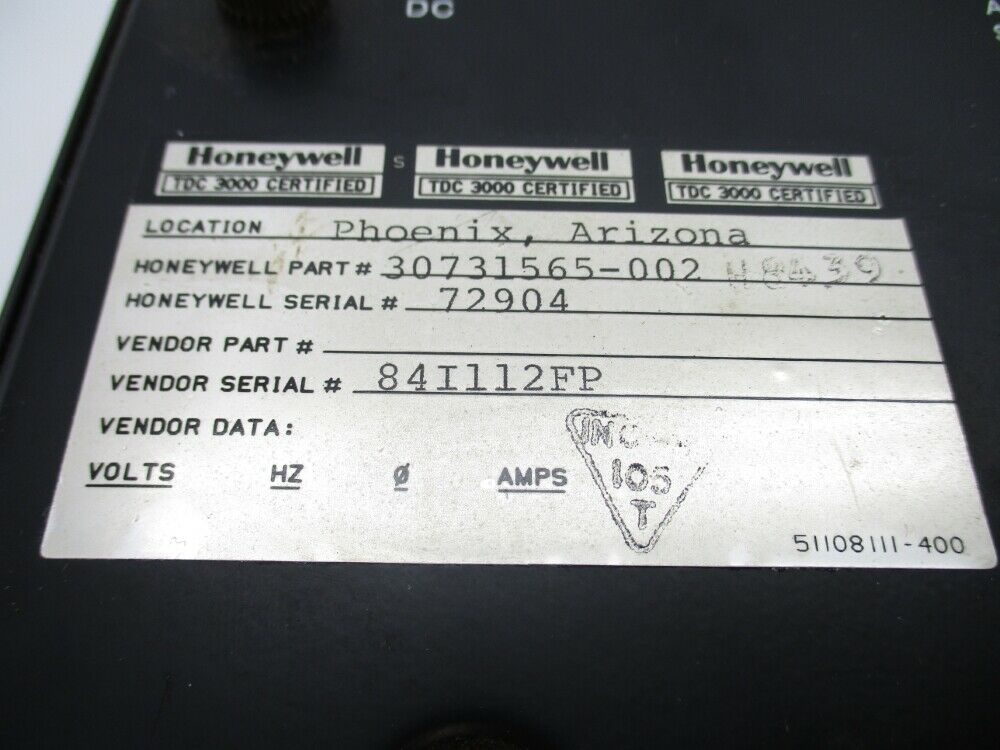 DC
A
S
Honeywell S Honeywell Honeywell
TDC 3000 CERTIFIED TDC 3000 CERTIFIED TDC 3000 CERTIFIED
LOCATION Phoenix, Arizona
HONEYWELL PART # 30731565-002 H8439
HONEYWELL SERIAL # 72904
VENDOR PART #
VENDOR SERIAL # 84I112FP
VENDOR DATA:
VOLTS HZ Ø AMPS
105
T
51108111-400